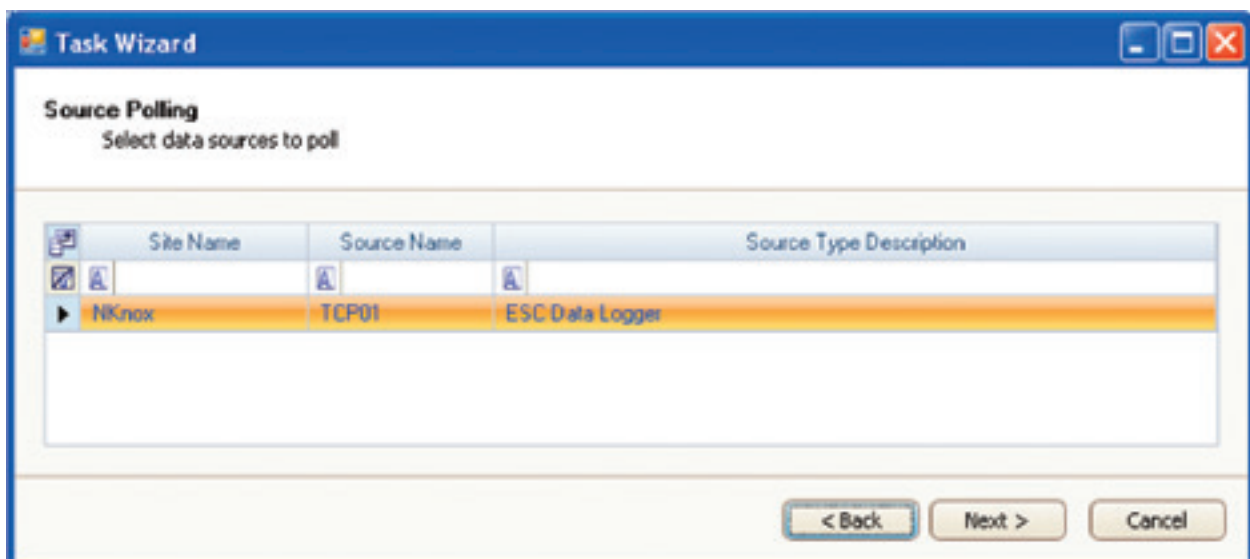 Task Wizard
Source Polling
Select data sources to poll
Site Name Source Name Source Type Description
NKnox TCP01 ESC Data Logger
< Back Next > Cancel